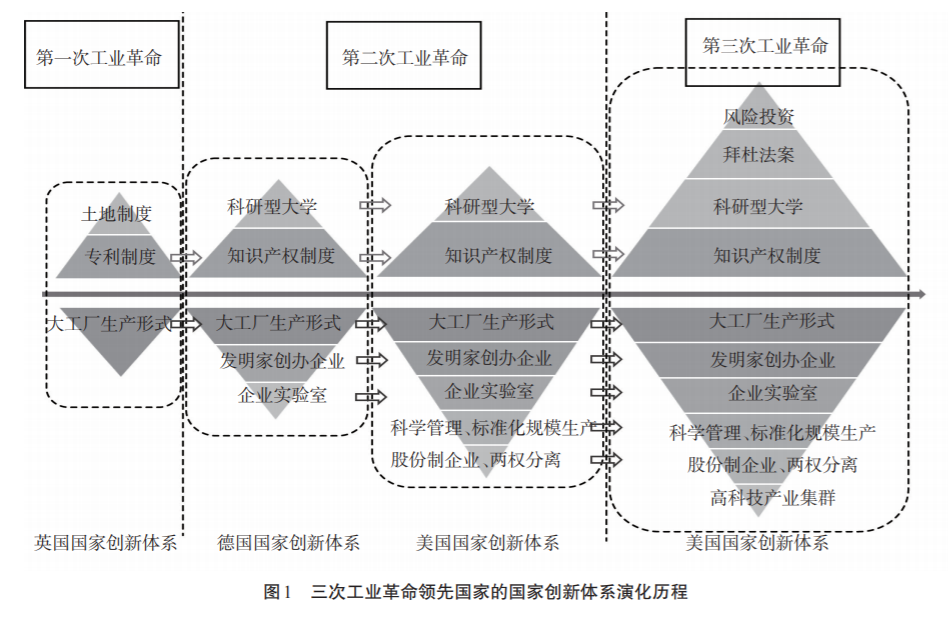 第一次工业革命
第二次工业革命
第三次工业革命
土地制度
专利制度
大工厂生产形式
科研型大学
知识产权制度
大工厂生产形式
发明家创办企业
企业实验室
科研型大学
知识产权制度
大工厂生产形式
发明家创办企业
企业实验室
科学管理、标准化规模生产
股份制企业、两权分离
风险投资
拜杜法案
科研型大学
知识产权制度
大工厂生产形式
发明家创办企业
企业实验室
科学管理、标准化规模生产
股份制企业、两权分离
高科技产业集群
英国国家创新体系
德国国家创新体系
美国国家创新体系
美国国家创新体系
图1 三次工业革命领先国家的国家创新体系演化历程